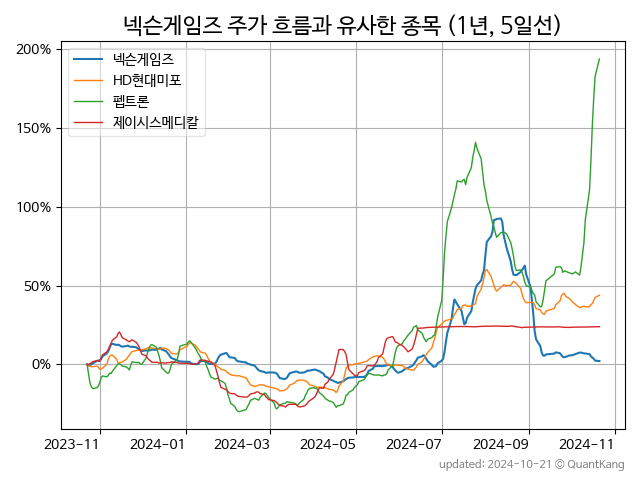 넥슨게임즈 주가 흐름과 유사한 종목 (1년, 5일선)
200%
150%
100%
50%
0%
넥슨게임즈
HD현대미포
펩트론
제이시스메디칼
2023-11
2024-01
2024-03
2024-05
2024-07
2024-09
2024-11
updated: 2024-10-21 © QuantKang